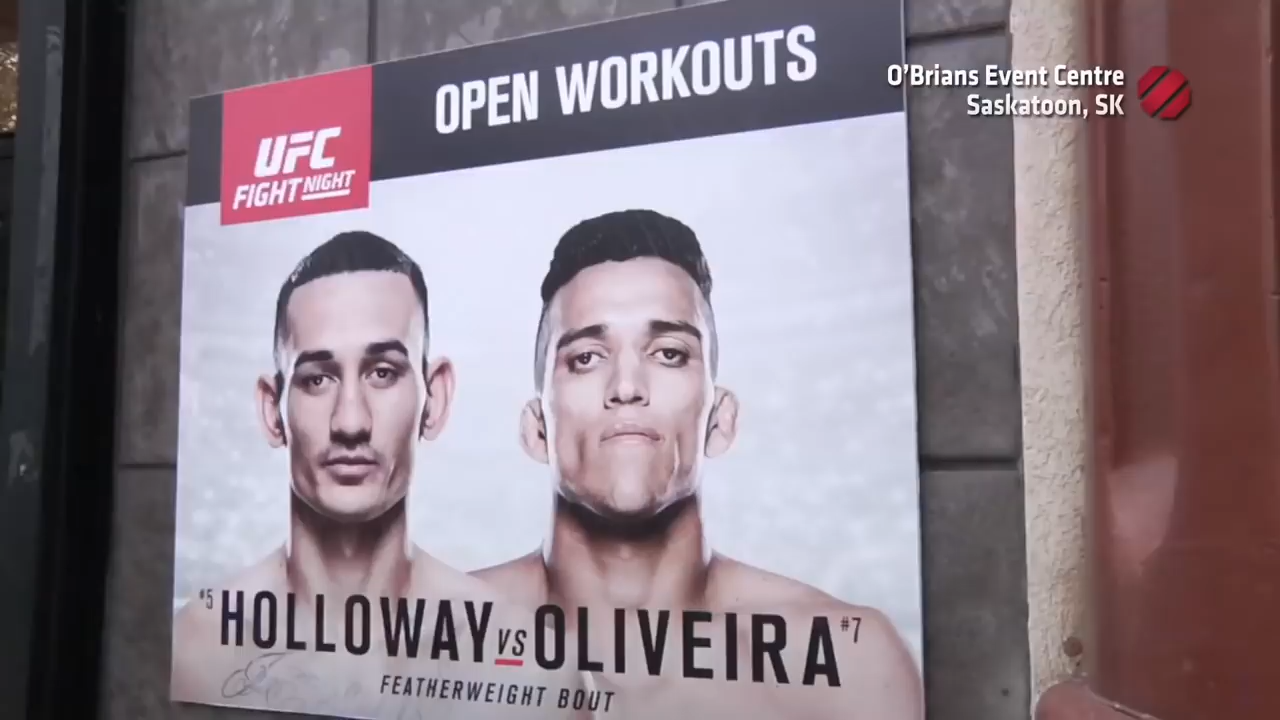 OPEN WORKOUTS
O'Brians Event Centre
Saskatoon, SK
UFC
FIGHT NIGHT
#5 HOLLOWAY VS OLIVEIRA #7
FEATHERWEIGHT BOUT